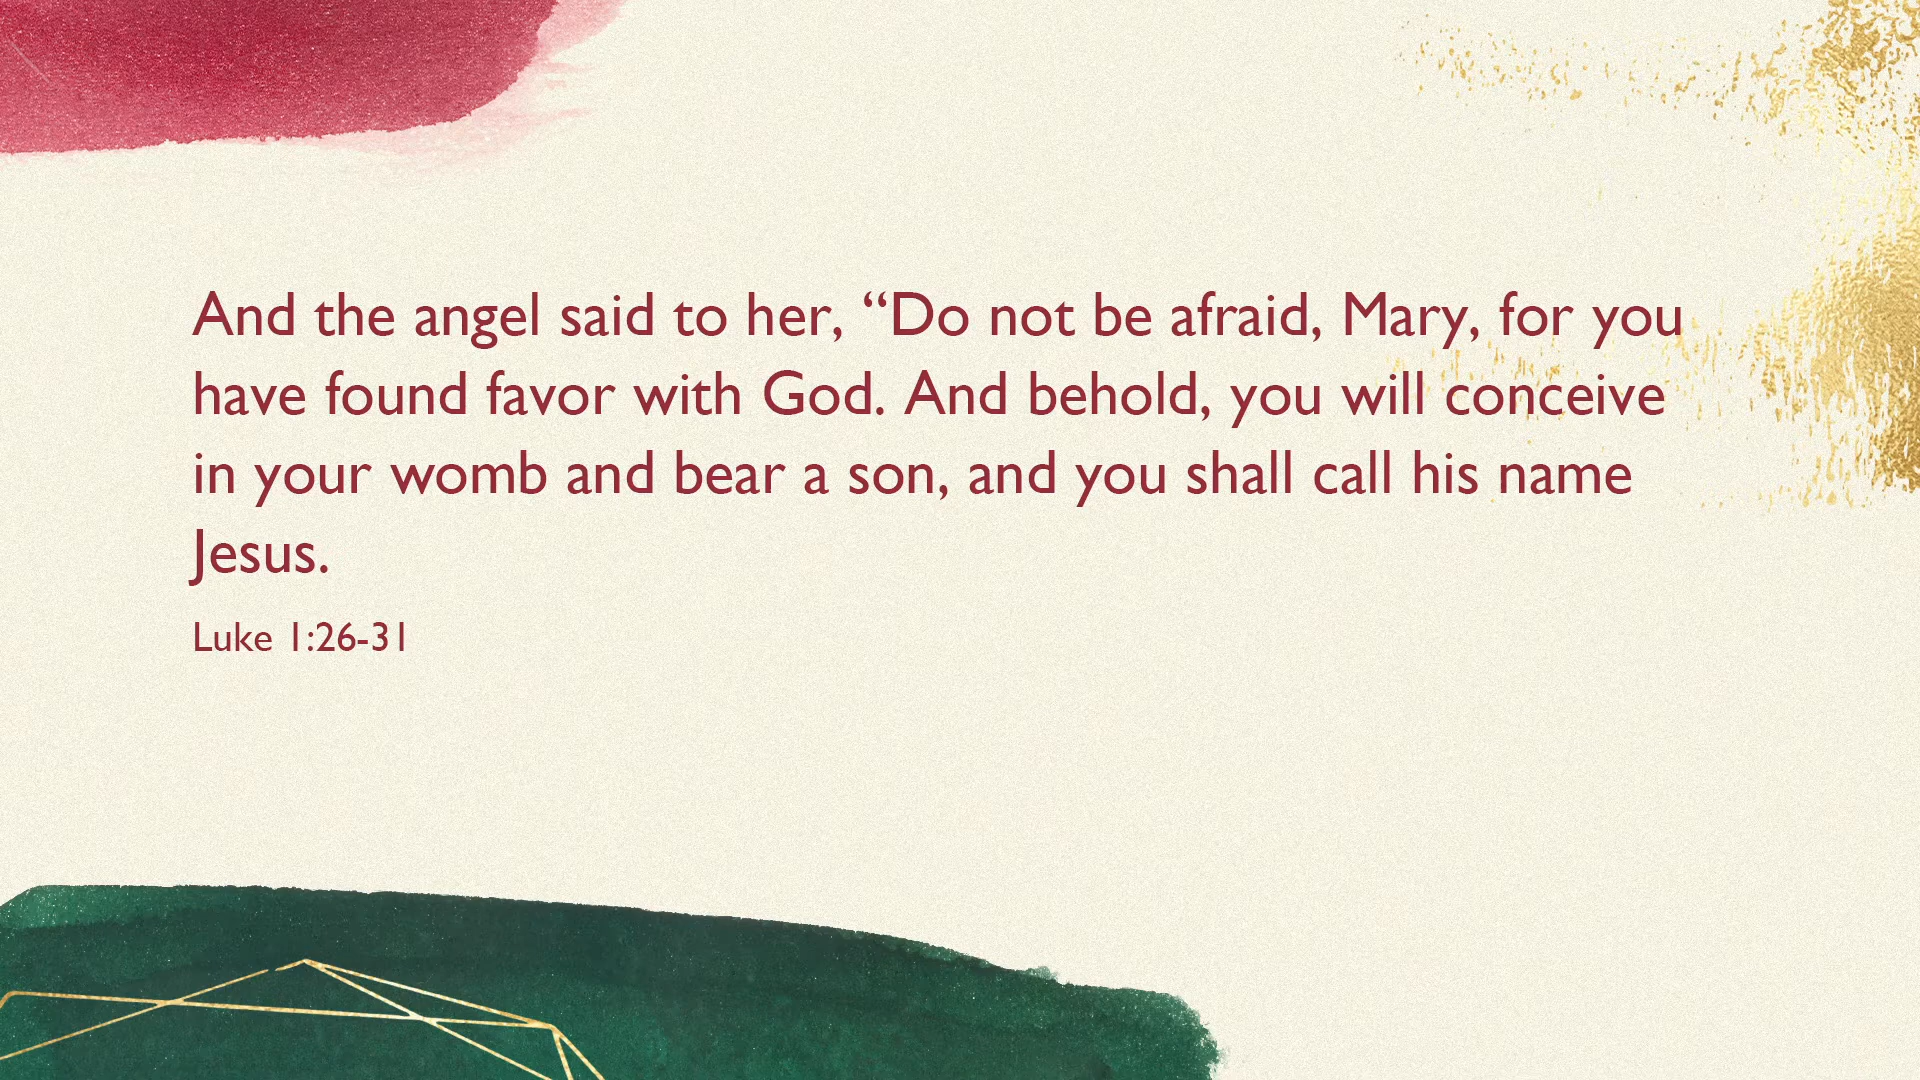 And the angel said to her, “Do not be afraid, Mary, for you
have found favor with God. And behold, you will conceive
in your womb and bear a son, and you shall call his name
Jesus.
Luke 1:26-31